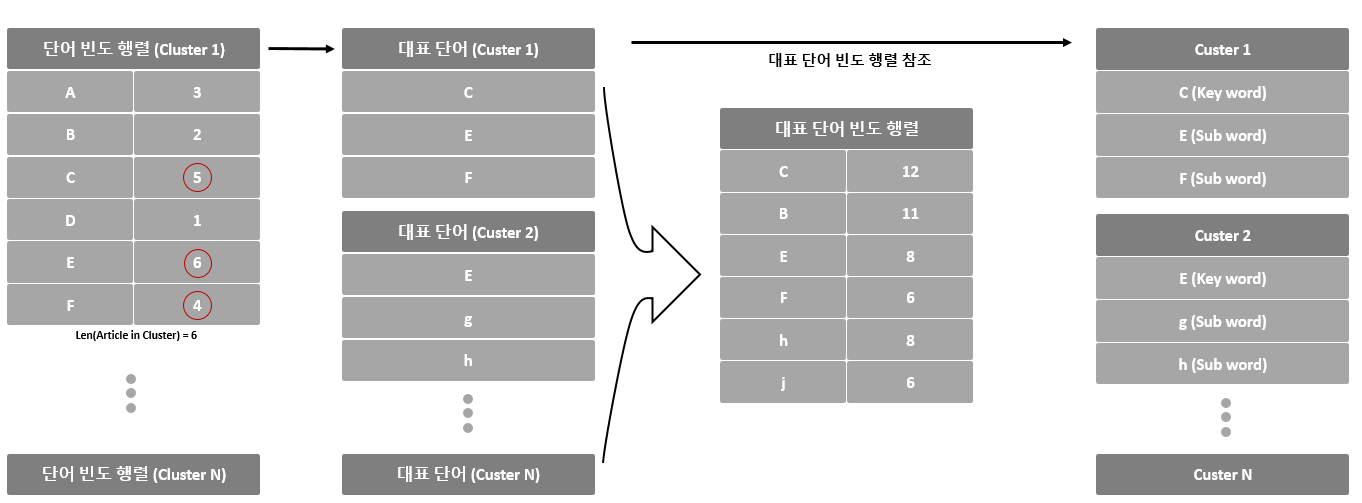 단어 빈도 행렬 (Cluster 1)
A 3
B 2
C 5
D 1
E 6
F 4
Len(Article in Cluster) = 6
단어 빈도 행렬 (Cluster N)
대표 단어 (Custer 1)
C
E
F
대표 단어 (Custer 2)
E
g
h
대표 단어 (Custer N)
대표 단어 빈도 행렬 참조
대표 단어 빈도 행렬
C 12
B 11
E 8
F 6
h 8
j 6
Custer 1
C (Key word)
E (Sub word)
F (Sub word)
Custer 2
E (Key word)
g (Sub word)
h (Sub word)
Custer N